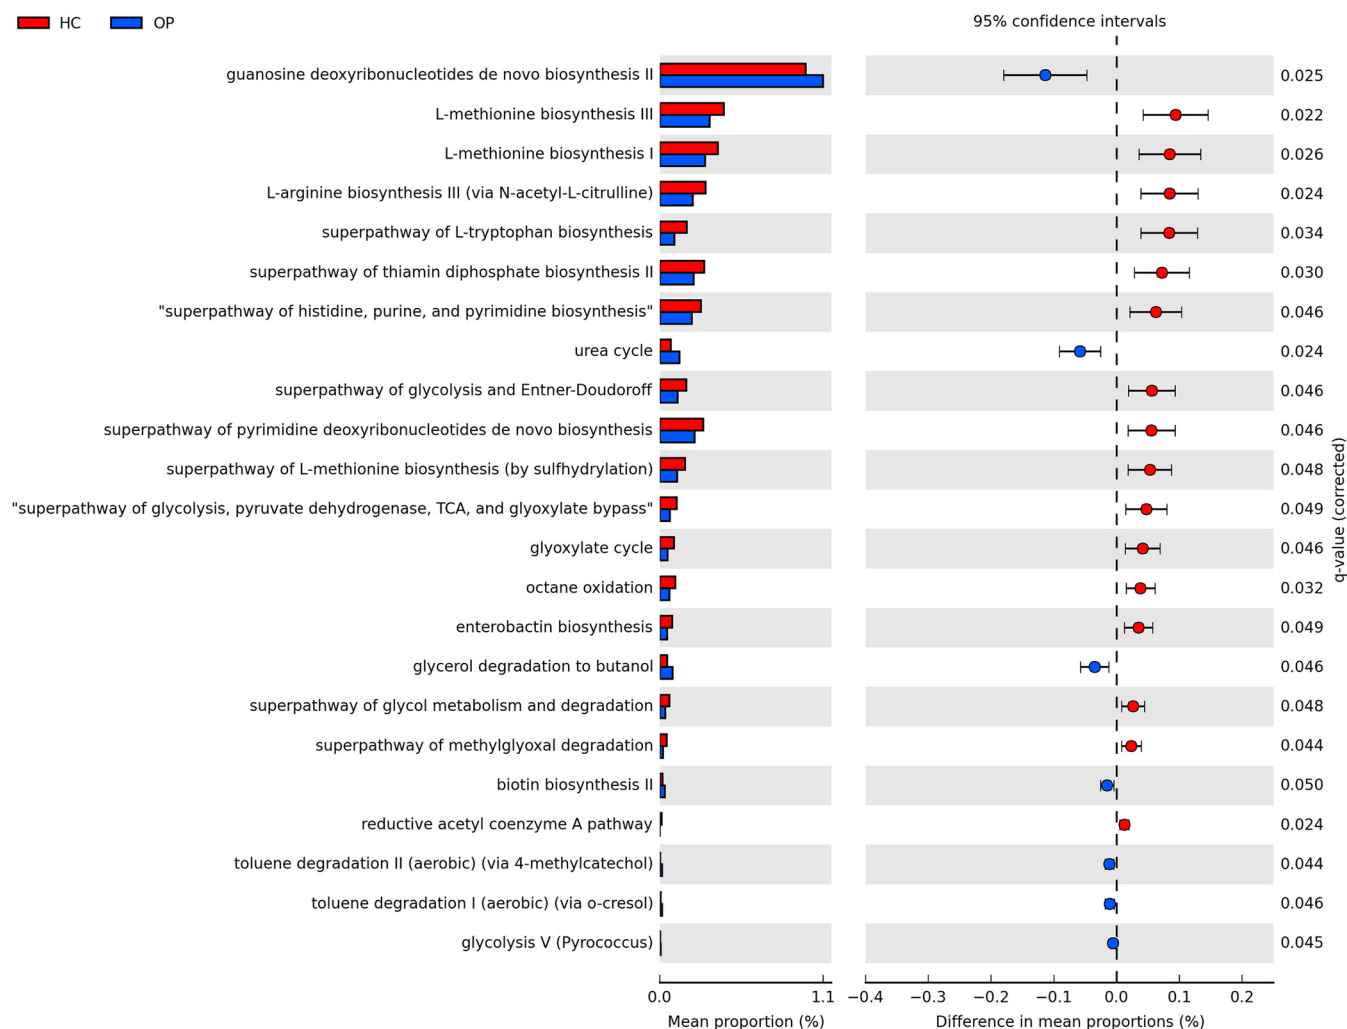 HC OP
95% confidence intervals
guanosine deoxyribonucleotides de novo biosynthesis II 0.025
L-methionine biosynthesis III 0.022
L-methionine biosynthesis I 0.026
L-arginine biosynthesis III (via N-acetyl-L-citrulline) 0.024
superpathway of L-tryptophan biosynthesis 0.034
superpathway of thiamin diphosphate biosynthesis II 0.030
"superpathway of histidine, purine, and pyrimidine biosynthesis" 0.046
urea cycle 0.024
superpathway of glycolysis and Entner-Doudoroff 0.046
superpathway of pyrimidine deoxyribonucleotides de novo biosynthesis 0.046
superpathway of L-methionine biosynthesis (by sulfhydrylation) 0.048
"superpathway of glycolysis, pyruvate dehydrogenase, TCA, and glyoxylate bypass" 0.049
glyoxylate cycle 0.046
octane oxidation 0.032
enterobactin biosynthesis 0.049
glycerol degradation to butanol 0.046
superpathway of glycol metabolism and degradation 0.048
superpathway of methylglyoxal degradation 0.044
biotin biosynthesis II 0.050
reductive acetyl coenzyme A pathway 0.024
toluene degradation II (aerobic) (via 4-methylcatechol) 0.044
toluene degradation I (aerobic) (via o-cresol) 0.046
glycolysis V (Pyrococcus) 0.045
q-value (corrected)
0.0 1.1 −0.4 −0.3 −0.2 −0.1 0.0 0.1 0.2
Mean proportion (%) Difference in mean proportions (%)